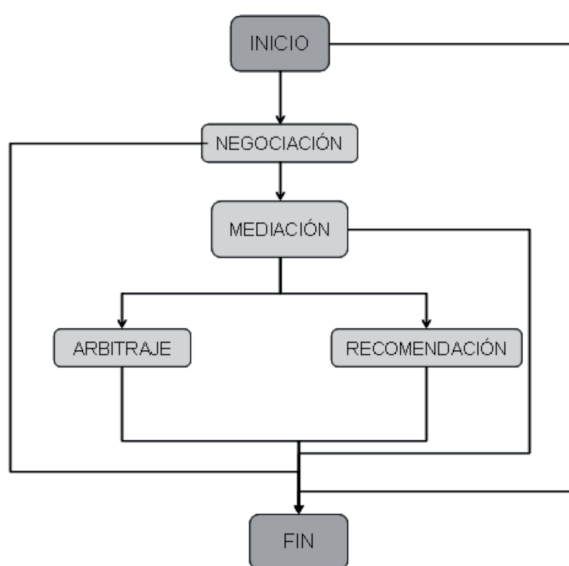 INICIO
NEGOCIACIÓN
MEDIACIÓN
ARBITRAJE
RECOMENDACIÓN
FIN